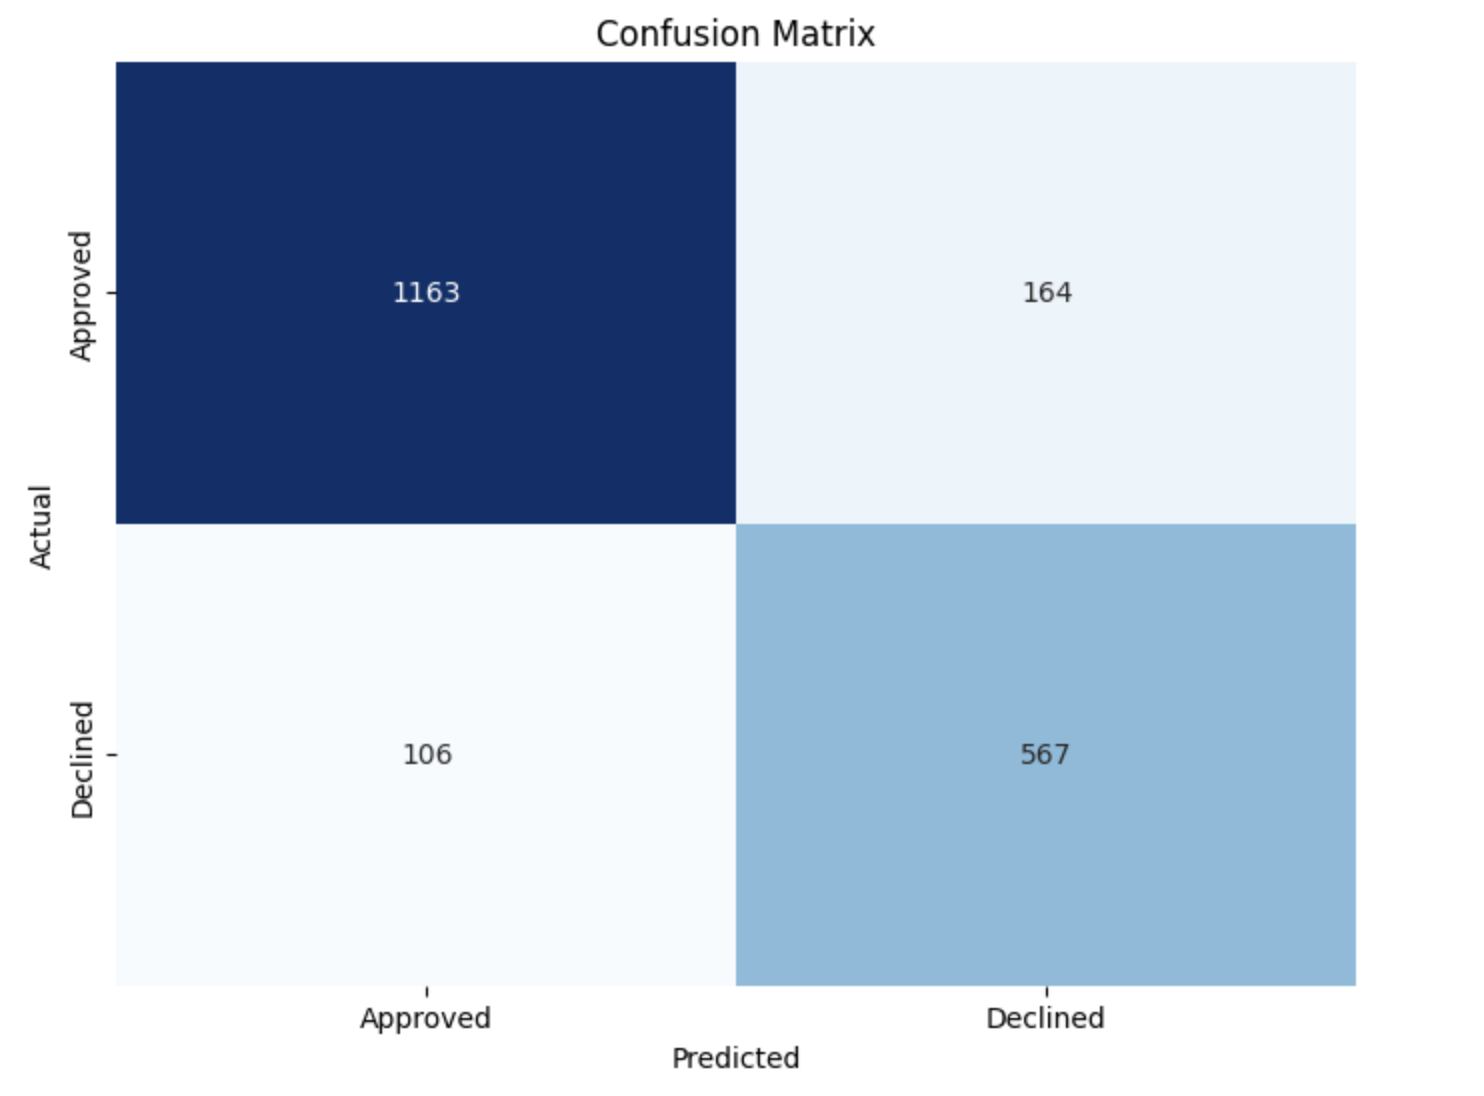 Confusion Matrix
Actual
Approved
1163
164
Declined
106
567
Approved
Declined
Predicted